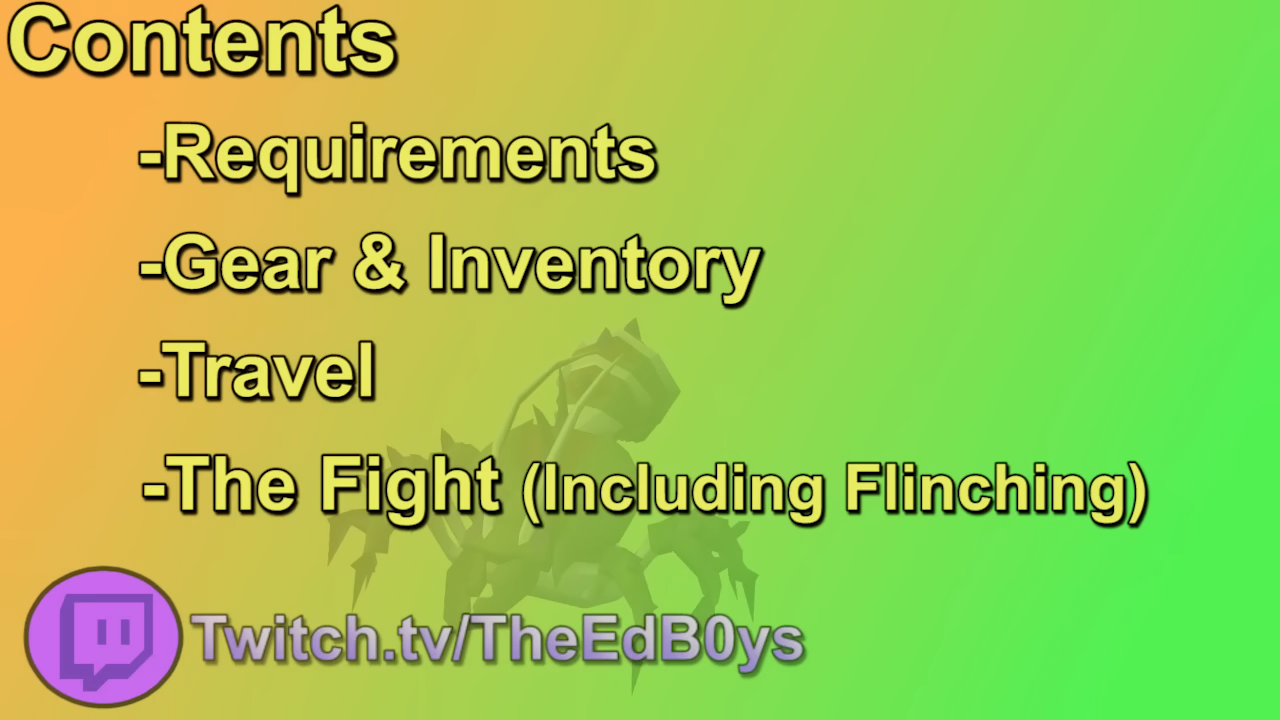 Contents
-Requirements
-Gear & Inventory
-Travel
-The Fight (Including Flinching)
Twitch.tv/TheEdB0ys